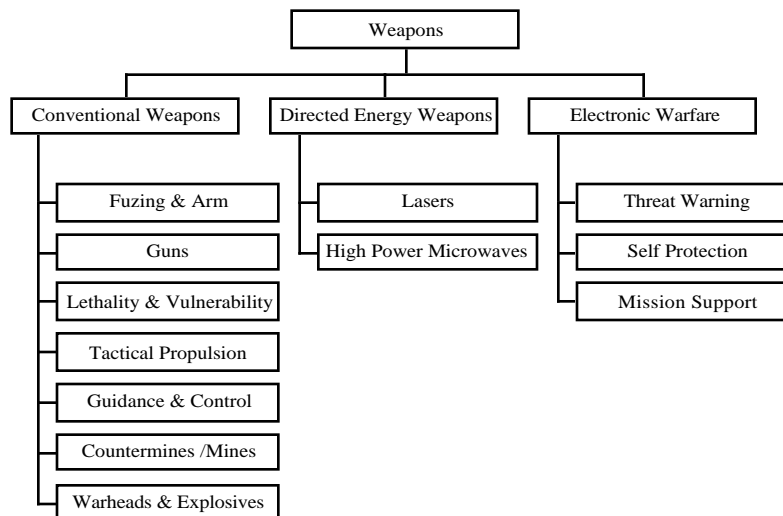 Weapons
Conventional Weapons
Directed Energy Weapons
Electronic Warfare
Fuzing & Arm
Guns
Lethality & Vulnerability
Tactical Propulsion
Guidance & Control
Countermines /Mines
Warheads & Explosives
Lasers
High Power Microwaves
Threat Warning
Self Protection
Mission Support